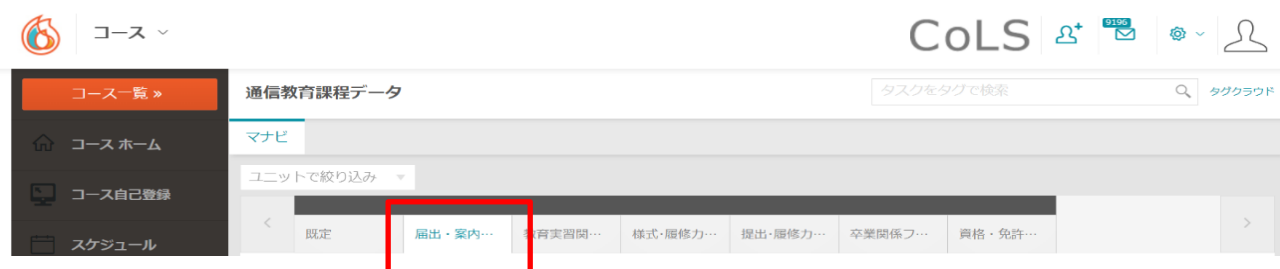 コース
CoLS
9196
コース一覧 »
通信教育課程データ
タスクをタグで検索
タグクラウド
コース ホーム
マナビ
ユニットで絞り込み
コース自己登録
既定
届出・案内…
教育実習関…
様式・履修カ…
提出・履修カ…
卒業関係フ…
資格・免許…
スケジュール